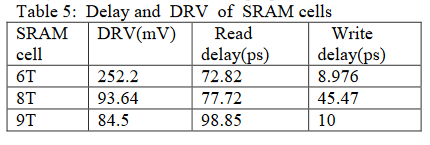 Table 5: Delay and DRV of SRAM cells
SRAM cell DRV(mV) Read delay(ps) Write delay(ps)
6T 252.2 72.82 8.976
8T 93.64 77.72 45.47
9T 84.5 98.85 10